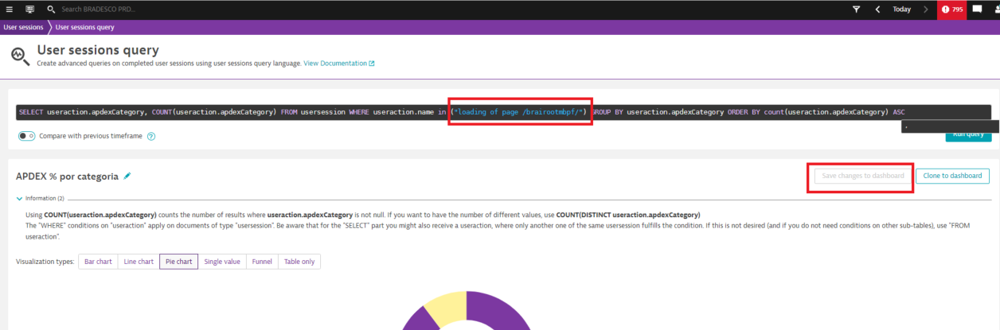 Search BRADESCO PRD...
Today
795
User sessions
User sessions query
User sessions query
Create advanced queries on completed user sessions using user sessions query language. View Documentation
SELECT useraction.apdexCategory, COUNT(useraction.apdexCategory) FROM usersession WHERE useraction.name in ("loading of page /brairootmbpf/") GROUP BY useraction.apdexCategory ORDER BY count(useraction.apdexCategory) ASC
Compare with previous timeframe
Run query
APDEX % por categoria
Save changes to dashboard
Clone to dashboard
Information (2)
Using COUNT(useraction.apdexCategory) counts the number of results where useraction.apdexCategory is not null. If you want to have the number of different values, use COUNT(DISTINCT useraction.apdexCategory)
The "WHERE" conditions on "useraction" apply on documents of type "usersession". Be aware that for the "SELECT" part you might also receive a useraction, where only another one of the same usersession fulfills the condition. If this is not desired (and if you do not need conditions on other sub-tables), use "FROM
useraction".
Visualization types:
Bar chart
Line chart
Pie chart
Single value
Funnel
Table only